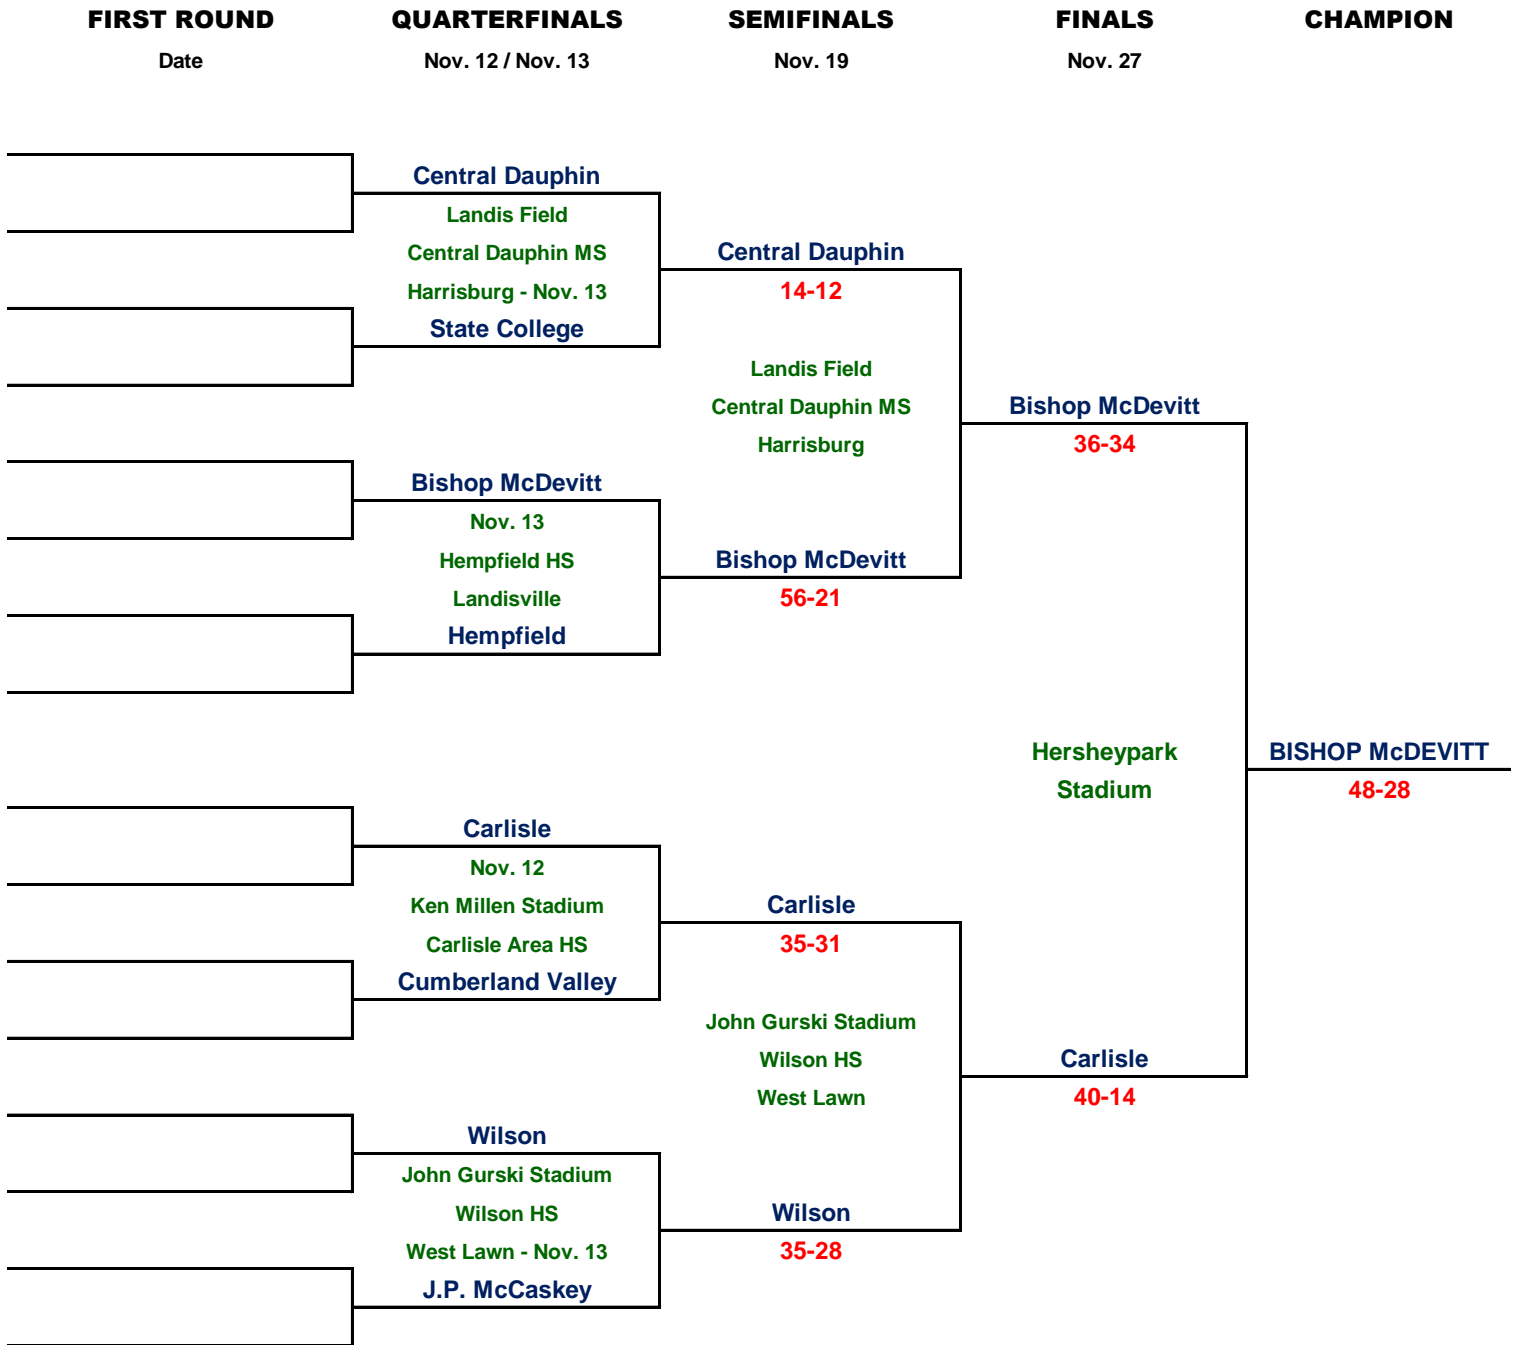 FIRST ROUND QUARTERFINALS SEMIFINALS FINALS CHAMPION
Date Nov. 12 / Nov. 13 Nov. 19 Nov. 27
Central Dauphin
Landis Field
Central Dauphin MS
Harrisburg - Nov. 13
State College
Bishop McDevitt
Nov. 13
Hempfield HS
Landisville
Hempfield
Carlisle
Nov. 12
Ken Millen Stadium
Carlisle Area HS
Cumberland Valley
Wilson
John Gurski Stadium
Wilson HS
West Lawn - Nov. 13
J.P. McCaskey
Central Dauphin
14-12
Landis Field
Central Dauphin MS
Harrisburg
Bishop McDevitt
56-21
Carlisle
35-31
John Gurski Stadium
Wilson HS
West Lawn
Wilson
35-28
Bishop McDevitt
36-34
Hersheypark
Stadium
Carlisle
40-14
BISHOP McDEVITT
48-28